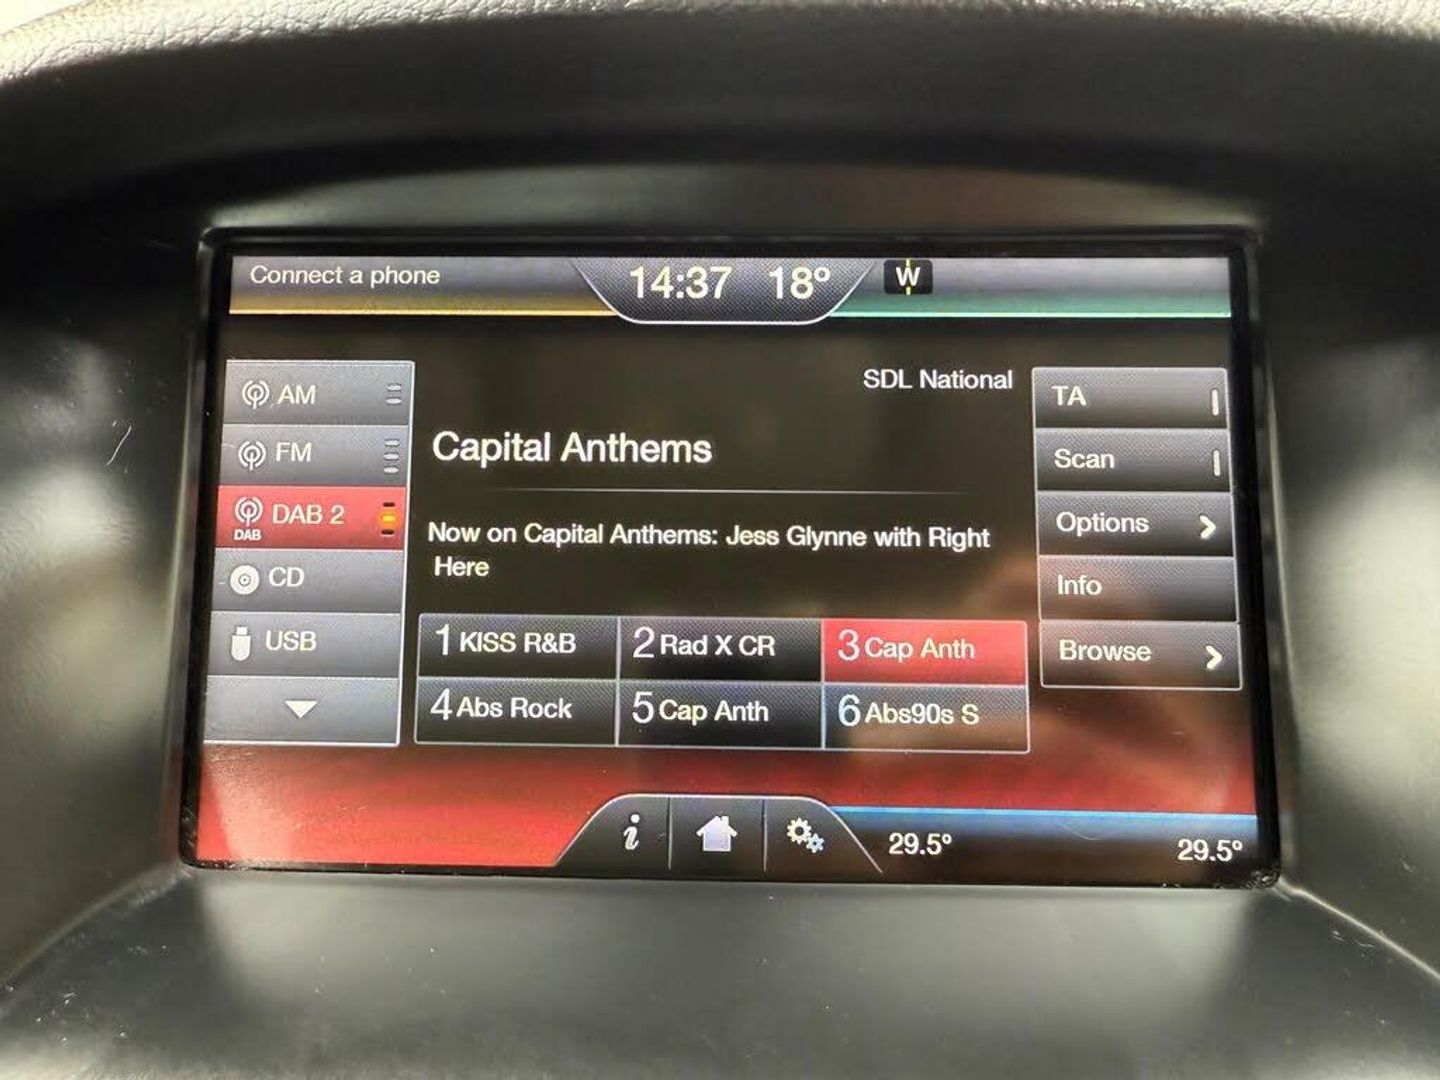 Connect a phone
14:37 18°
W
AM
FM
DAB DAB 2
CD
USB
SDL National
Capital Anthems
Now on Capital Anthems: Jess Glynne with Right
Here
1 KISS R&B
2 Rad X CR
3 Cap Anth
4 Abs Rock
5 Cap Anth
6 Abs90s S
TA
Scan
Options
Info
Browse
i
29.5°
29.5°